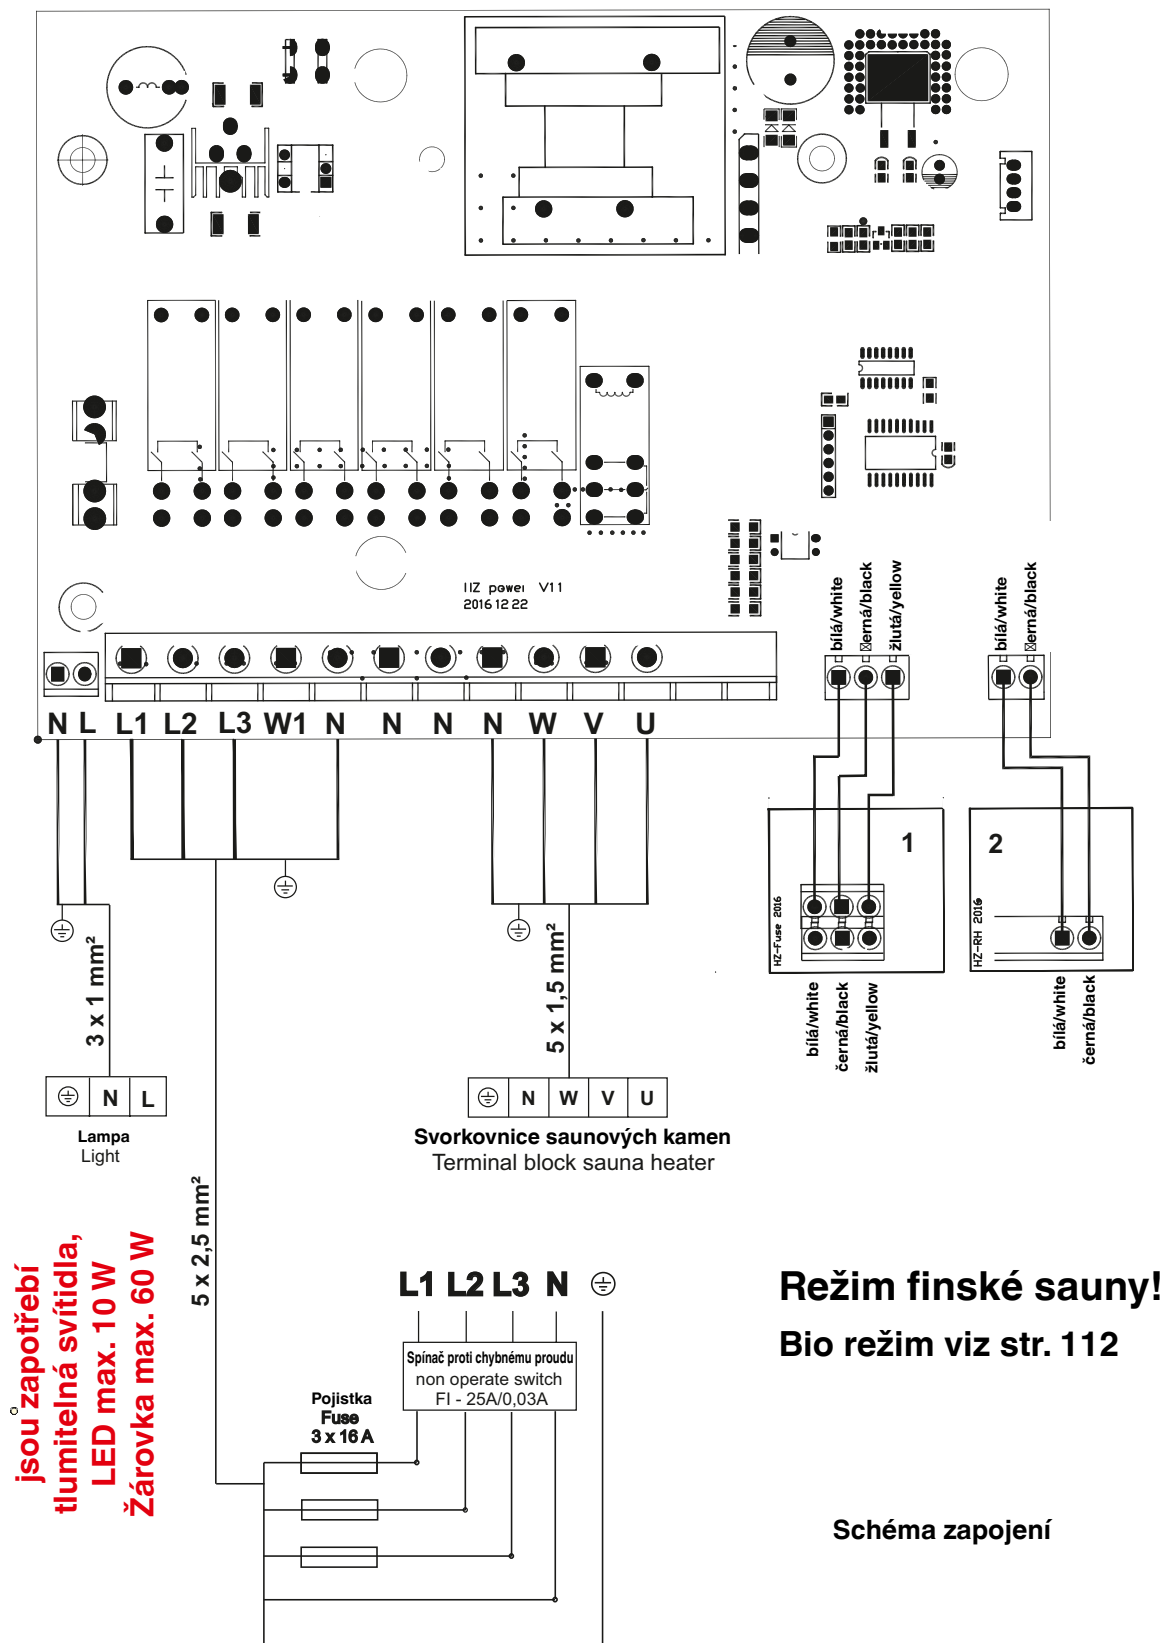 HZ power V11
2016 12 22
bílá/white
erná/black
žlutá/yellow
bílá/white
erná/black
N L L1 L2 L3 W1 N N N N W V U
1
2
HZ-Fuse 2016
HZ-RH 2016
bílá/white
černá/black
žlutá/yellow
bílá/white
černá/black
3 x 1 mm²
5 x 1,5 mm²
N L
Lampa
Light
N W V U
Svorkovnice saunových kamen
Terminal block sauna heater
5 x 2,5 mm²
jsou zapotřebí
tlumitelná svítidla,
LED max. 10 W
Žárovka max. 60 W
L1 L2 L3 N
Spínač proti chybnému proudu
non operate switch
FI - 25A/0,03A
Pojistka
Fuse
3 x 16 A
Režim finské sauny!
Bio režim viz str. 112
Schéma zapojení